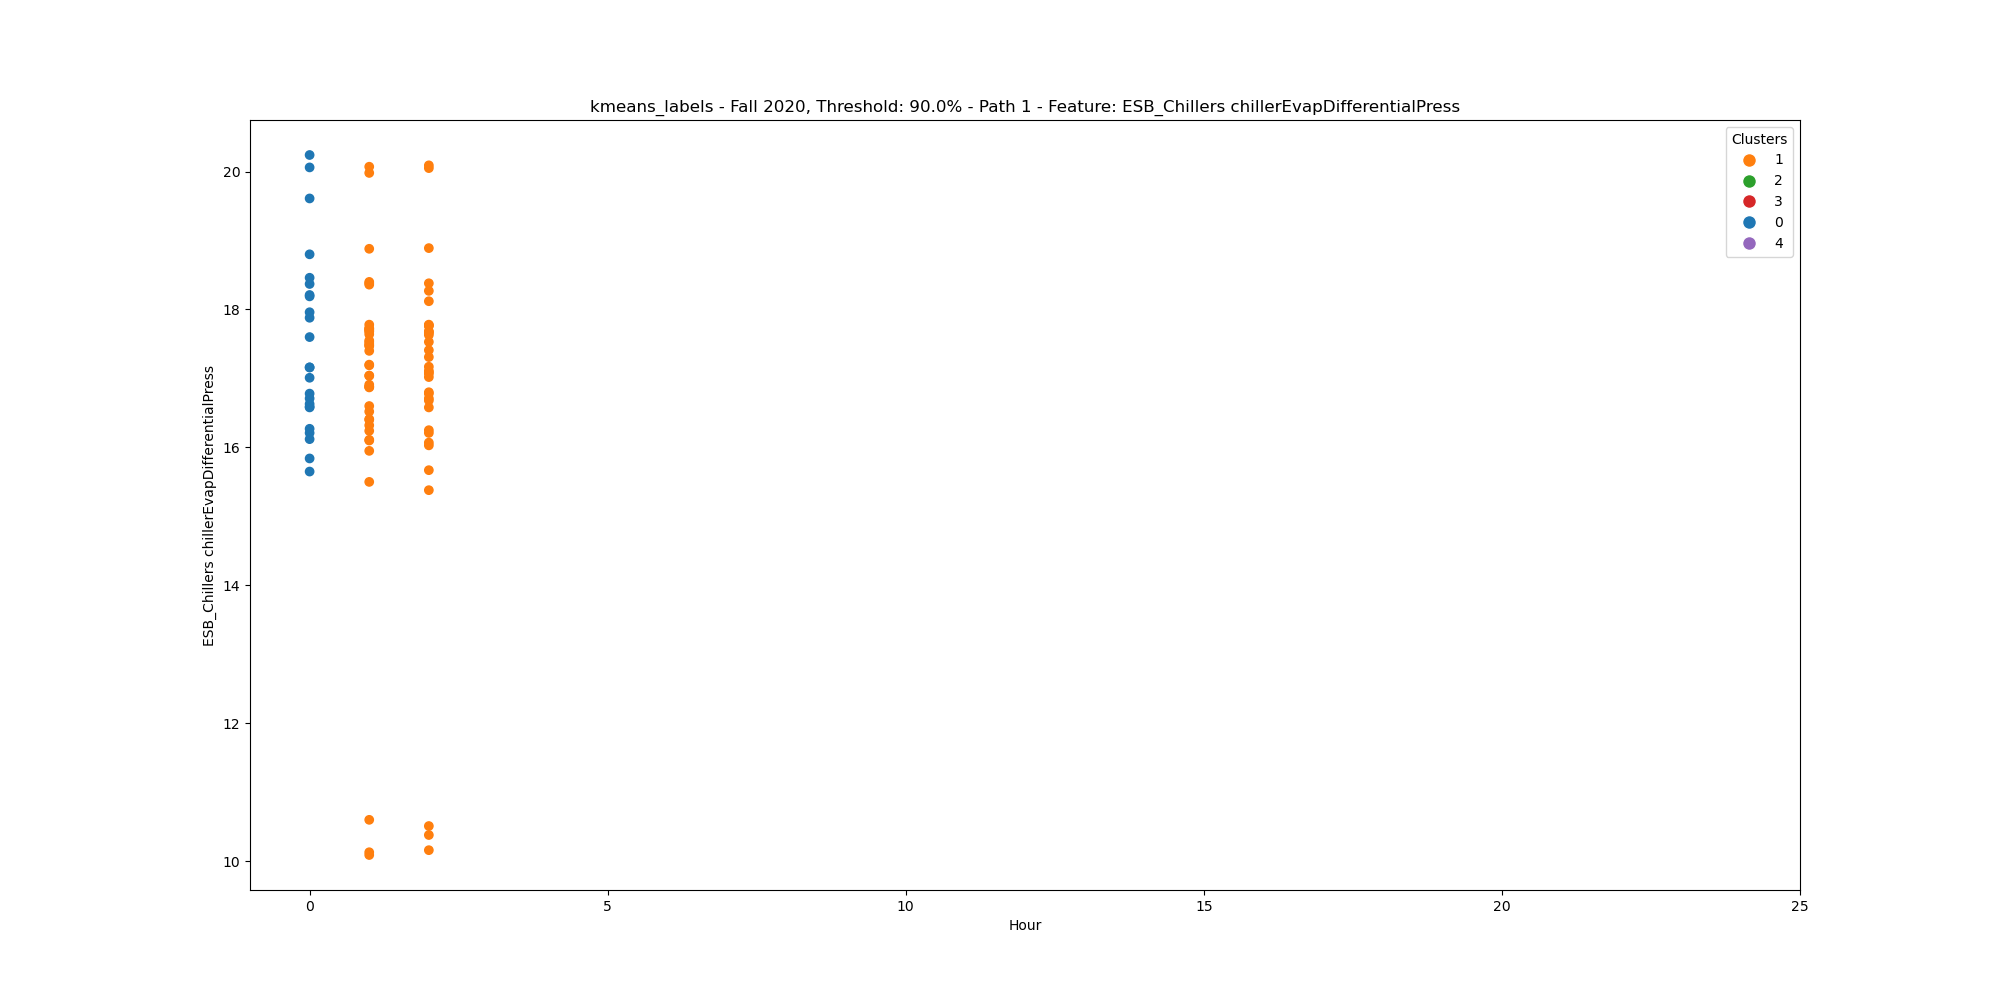 kmeans_labels - Fall 2020, Threshold: 90.0% - Path 1 - Feature: ESB_Chillers chillerEvapDifferentialPress
Clusters
1
2
3
0
4
ESB_Chillers chillerEvapDifferentialPress
20
18
16
14
12
10
0 5 10 15 20 25
Hour